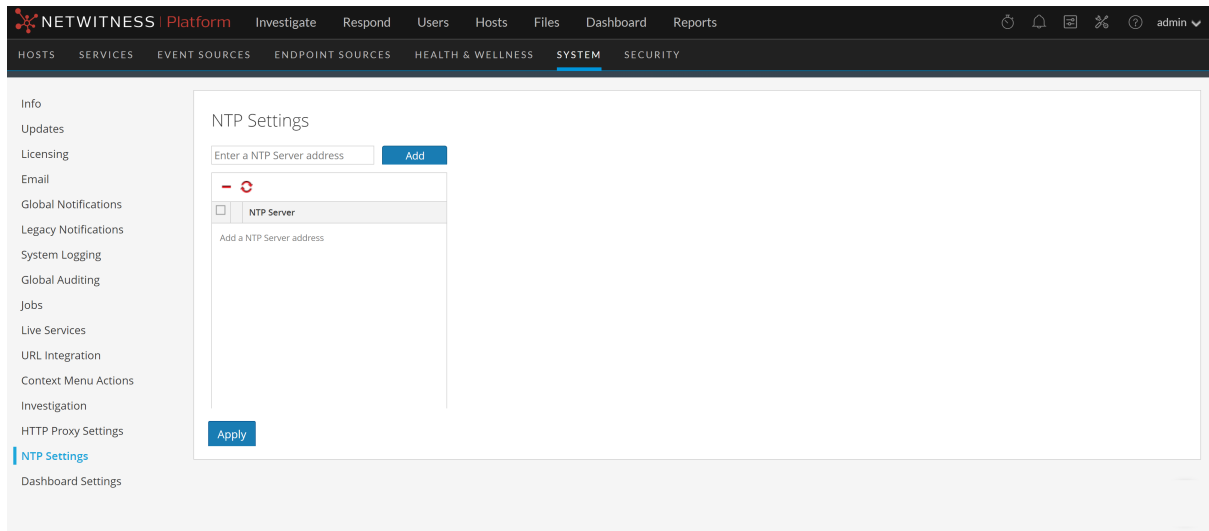 NETWITNESS | Platform Investigate Respond Users Hosts Files Dashboard Reports admin
HOSTS SERVICES EVENT SOURCES ENDPOINT SOURCES HEALTH & WELLNESS SYSTEM SECURITY
Info
Updates
Licensing
Email
Global Notifications
Legacy Notifications
System Logging
Global Auditing
Jobs
Live Services
URL Integration
Context Menu Actions
Investigation
HTTP Proxy Settings
NTP Settings
Dashboard Settings
NTP Settings
Enter a NTP Server address Add
NTP Server
Add a NTP Server address
Apply